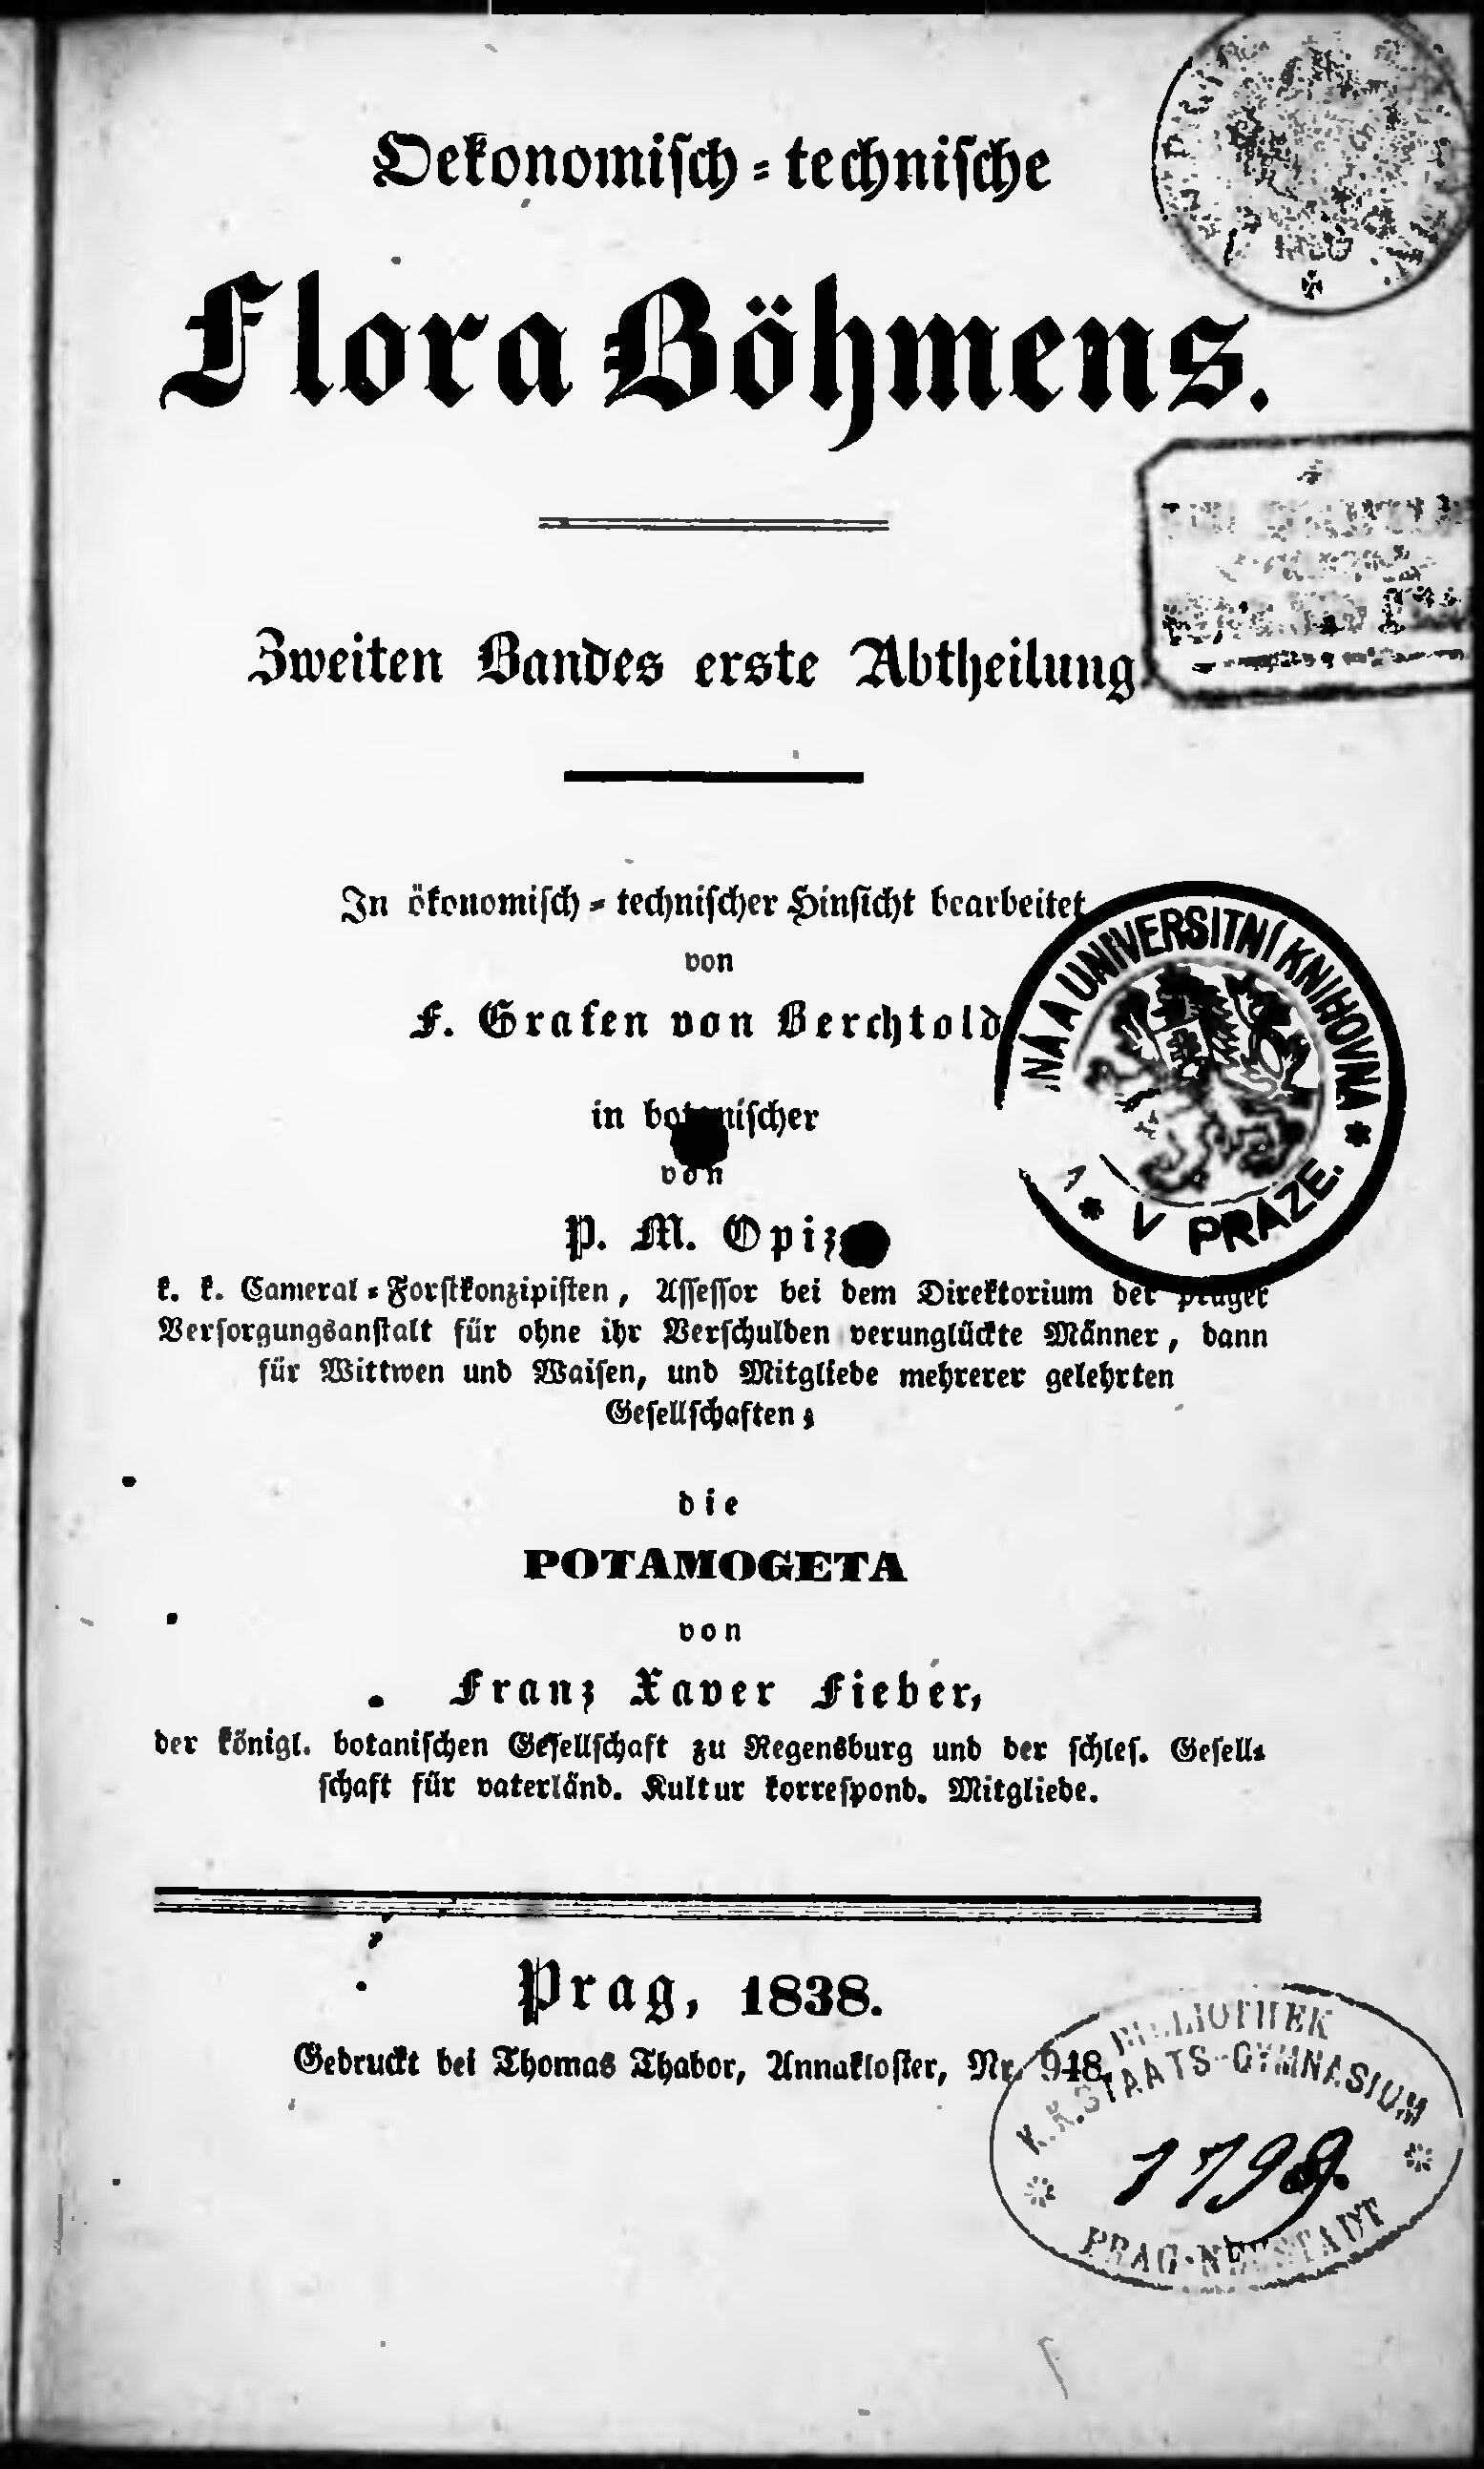 Oekonomisch-technische
Flora Böhmens.
Zweiten Bandes erste Abtheilung
In ökonomisch-technischer Hinsicht bearbeitet
von
F. Grafen von Berchtold
in botanischer
von
P. M. Opiz
k. k. Cameral-Forstkonzipisten, Assessor bei dem Direktorium der prager
Versorgungsanstalt für ohne ihr Verschulden verunglückte Männer, dann
für Wittwen und Waisen, und Mitgliede mehrerer gelehrten
Gesellschaften;
die
POTAMOGETA
von
Franz Xaver Fieber,
der königl. botanischen Gesellschaft zu Regensburg und der schles. Gesell-
schaft für vaterländ. Kultur korrespond. Mitgliede.
Prag, 1838.
Gedruckt bei Thomas Thabor, Annakloster, Nr. 948.
NÁ A UNIVERSITNÍ KNIHOVNA
* V PRAZE. *
BIBLIOTHEK
K.K. STAATS-GYMNASIUM
1798.
PRAG-NEUSTADT